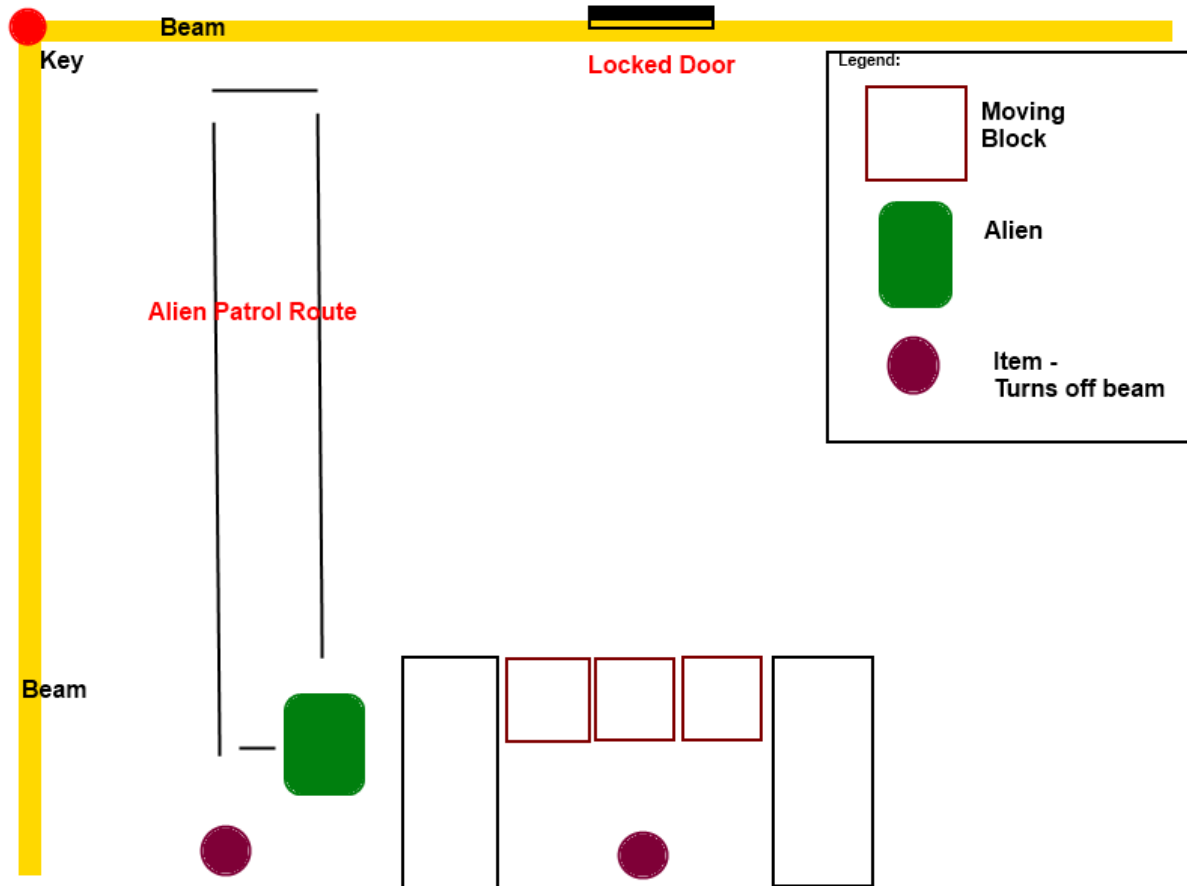 Beam
Key
Locked Door
Legend:
Moving
Block
Alien
Alien Patrol Route
Item -
Turns off beam
Beam